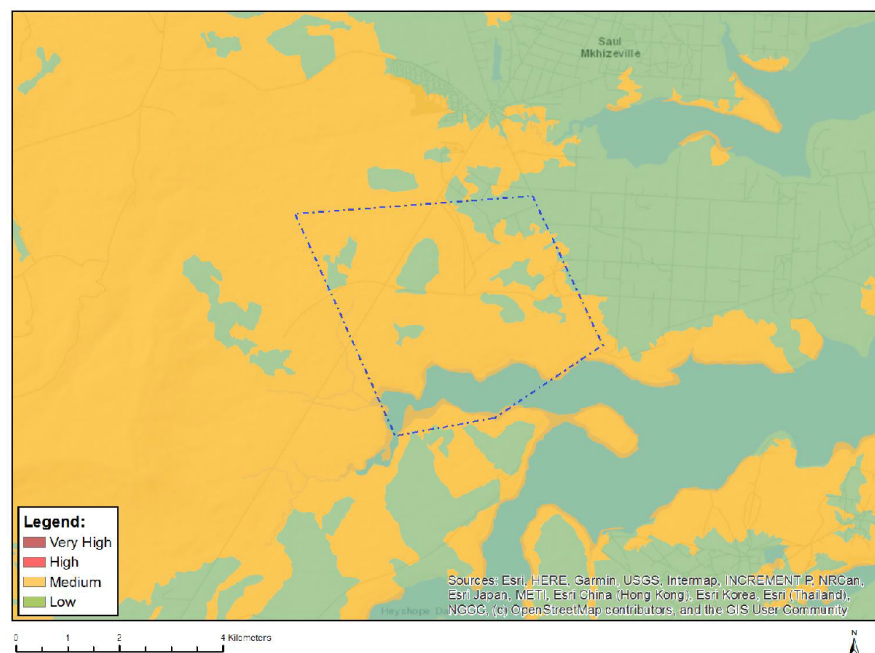 Saul
Mkhizeville
Legend:
Very High
High
Medium
Low
Sources: Esri, HERE, Garmin, USGS, Intermap, INCREMENT P, NRCan,
Esri Japan, METI, Esri China (Hong Kong), Esri Korea, Esri (Thailand),
NGCC, (c) OpenStreetMap contributors, and the GIS User Community
Heyshope Da
0 1 2 4 Kilometers
N